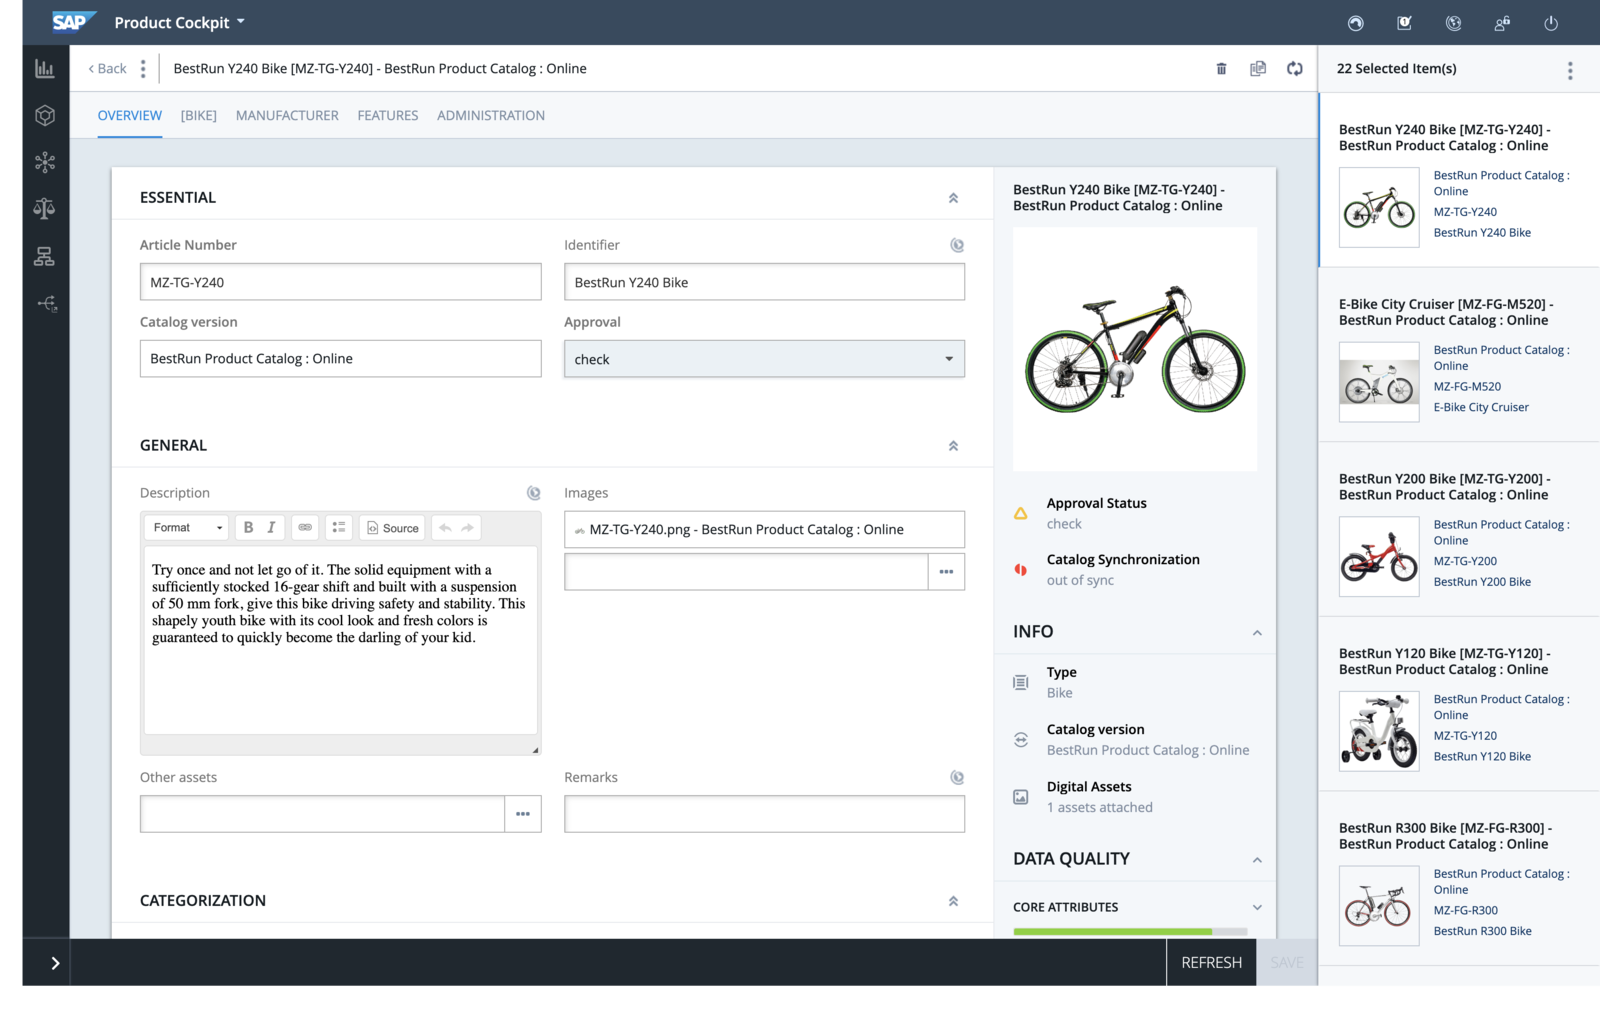 SAP Product Cockpit
Back
BestRun Y240 Bike [MZ-TG-Y240] - BestRun Product Catalog : Online
OVERVIEW [BIKE] MANUFACTURER FEATURES ADMINISTRATION
ESSENTIAL
Article Number
MZ-TG-Y240
Identifier
BestRun Y240 Bike
Catalog version
BestRun Product Catalog : Online
Approval
check
GENERAL
Description
Format B I Source
Try once and not let go of it. The solid equipment with a
sufficiently stocked 16-gear shift and built with a suspension
of 50 mm fork, give this bike driving safety and stability. This
shapely youth bike with its cool look and fresh colors is
guaranteed to quickly become the darling of your kid.
Images
MZ-TG-Y240.png - BestRun Product Catalog : Online
Other assets
Remarks
CATEGORIZATION
BestRun Y240 Bike [MZ-TG-Y240] -
BestRun Product Catalog : Online
Approval Status
check
Catalog Synchronization
out of sync
INFO
Type
Bike
Catalog version
BestRun Product Catalog : Online
Digital Assets
1 assets attached
DATA QUALITY
CORE ATTRIBUTES
REFRESH
SAVE
22 Selected Item(s)
BestRun Y240 Bike [MZ-TG-Y240] -
BestRun Product Catalog : Online
BestRun Product Catalog :
Online
MZ-TG-Y240
BestRun Y240 Bike
E-Bike City Cruiser [MZ-FG-M520] -
BestRun Product Catalog : Online
BestRun Product Catalog :
Online
MZ-FG-M520
E-Bike City Cruiser
BestRun Y200 Bike [MZ-TG-Y200] -
BestRun Product Catalog : Online
BestRun Product Catalog :
Online
MZ-TG-Y200
BestRun Y200 Bike
BestRun Y120 Bike [MZ-TG-Y120] -
BestRun Product Catalog : Online
BestRun Product Catalog :
Online
MZ-TG-Y120
BestRun Y120 Bike
BestRun R300 Bike [MZ-FG-R300] -
BestRun Product Catalog : Online
BestRun Product Catalog :
Online
MZ-FG-R300
BestRun R300 Bike